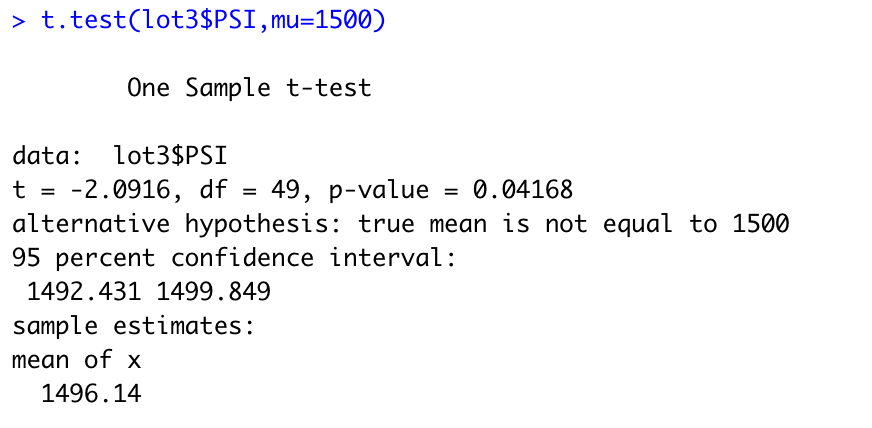 > t.test(lot3$PSI,mu=1500)
One Sample t-test
data:  lot3$PSI
t = -2.0916, df = 49, p-value = 0.04168
alternative hypothesis: true mean is not equal to 1500
95 percent confidence interval:
1492.431 1499.849
sample estimates:
mean of x
1496.14